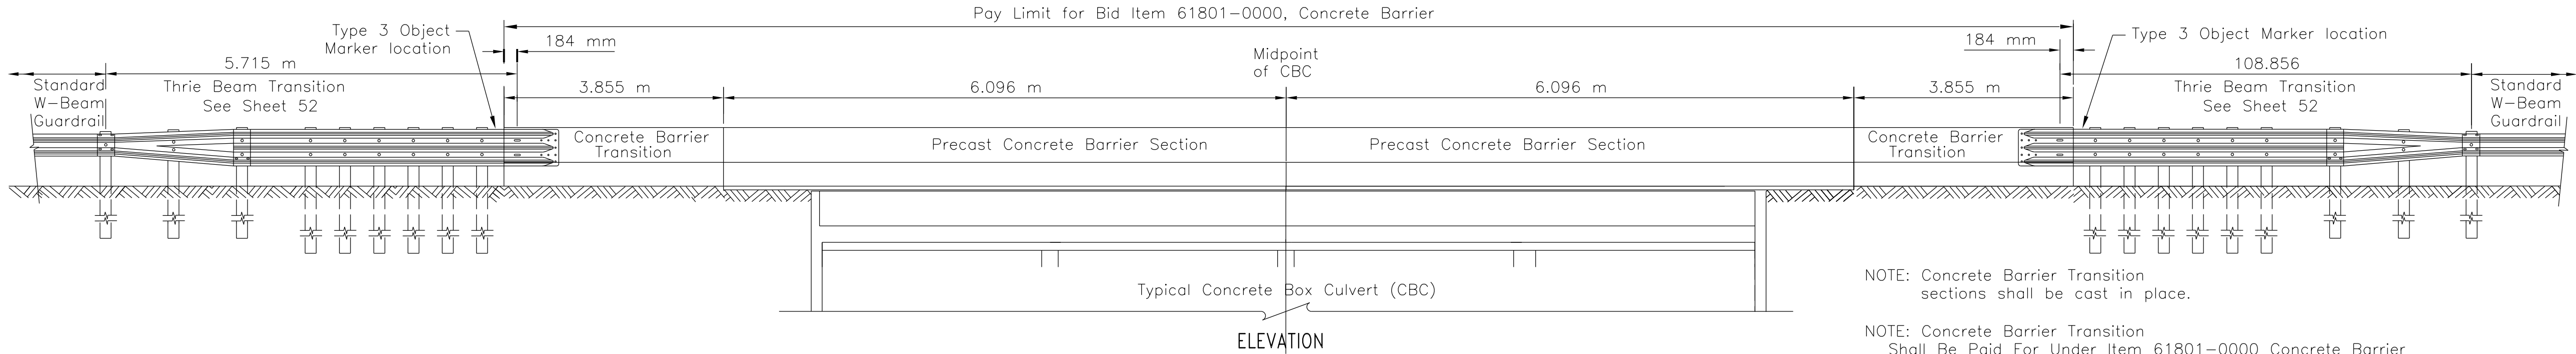 Pay Limit for Bid Item 61801-0000, Concrete Barrier
Type 3 Object
Marker location
184 mm
Midpoint
of CBC
184 mm
Type 3 Object Marker location
5.715 m
108.856
Standard
W-Beam
Guardrail
Thrie Beam Transition
See Sheet 52
3.855 m
6.096 m
6.096 m
3.855 m
Thrie Beam Transition
See Sheet 52
Standard
W-Beam
Guardrail
Concrete Barrier
Transition
Precast Concrete Barrier Section
Precast Concrete Barrier Section
Concrete Barrier
Transition
Typical Concrete Box Culvert (CBC)
ELEVATION
NOTE: Concrete Barrier Transition
sections shall be cast in place.
NOTE: Concrete Barrier Transition
Shall Be Paid For Under Item 61801-0000 Concrete Barrier